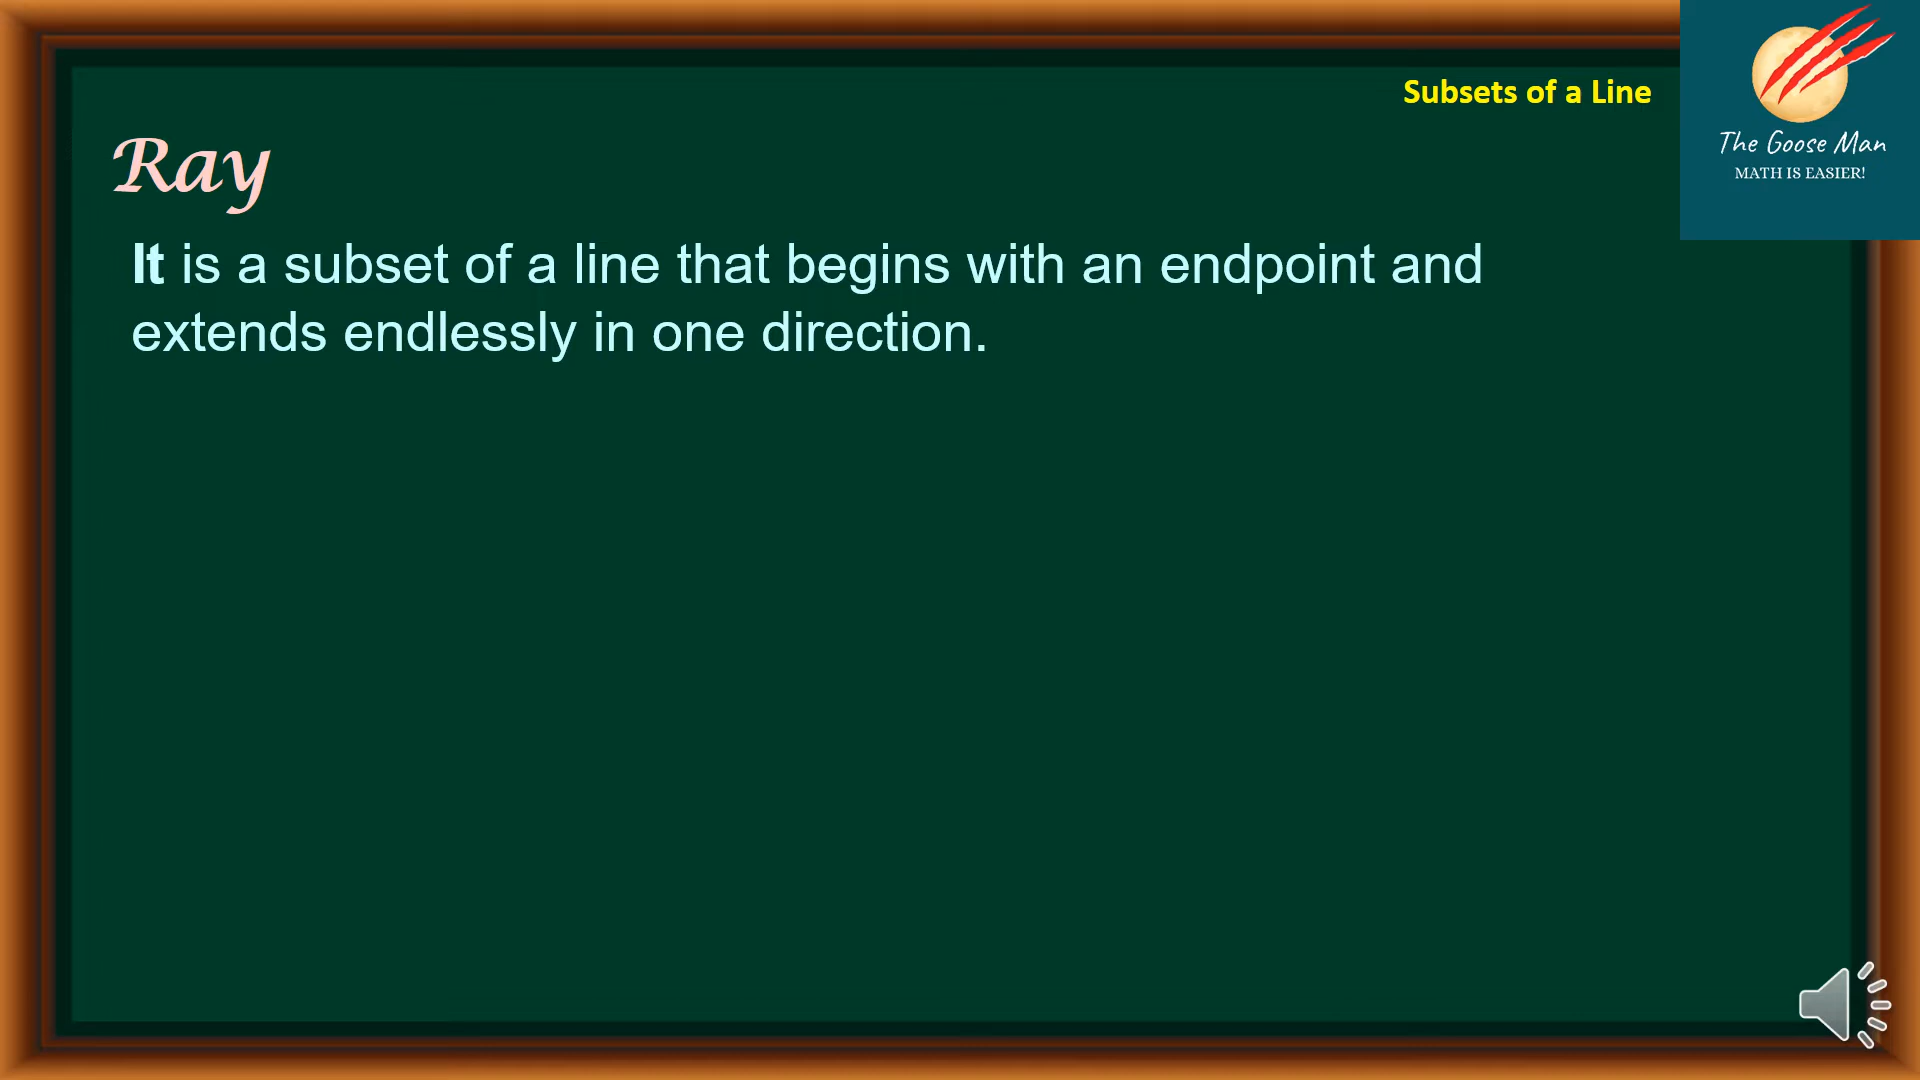 Subsets of a Line
The Goose Man
MATH IS EASIER!
Ray
It is a subset of a line that begins with an endpoint and
extends endlessly in one direction.